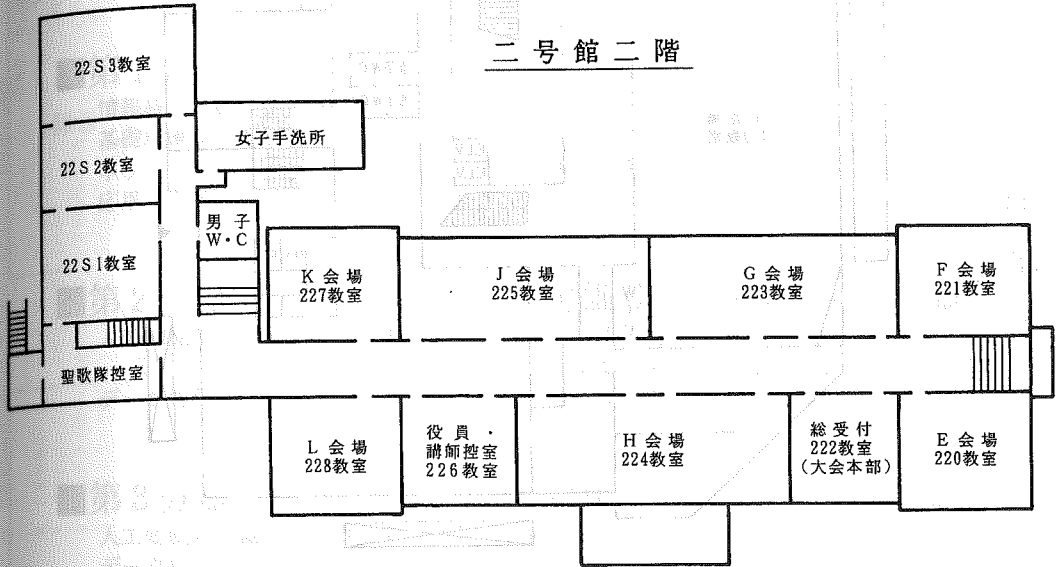 二号館二階
22S3教室
女子手洗所
22S2教室
男子
W・C
22S1教室
K会場
227教室
J会場
225教室
G会場
223教室
F会場
221教室
聖歌隊控室
L会場
228教室
役員・
講師控室
226教室
H会場
224教室
総受付
222教室
（大会本部）
E会場
220教室